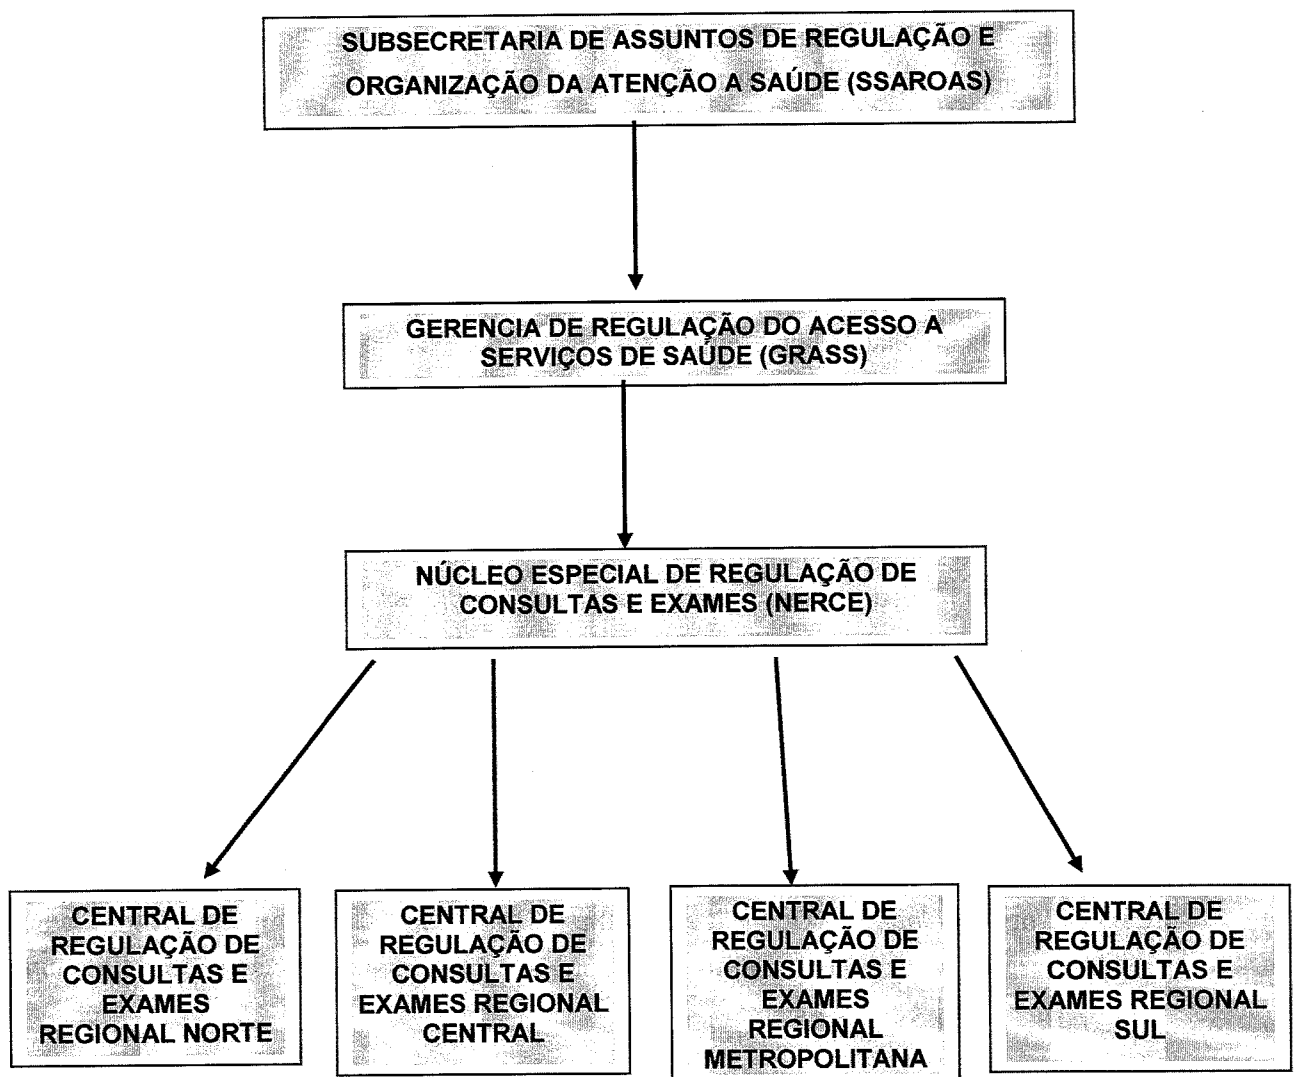 SUBSECRETARIA DE ASSUNTOS DE REGULAÇÃO E
ORGANIZAÇÃO DA ATENÇÃO A SAÚDE (SSAROAS)
GERENCIA DE REGULAÇÃO DO ACESSO A
SERVIÇOS DE SAÚDE (GRASS)
NÚCLEO ESPECIAL DE REGULAÇÃO DE
CONSULTAS E EXAMES (NERCE)
CENTRAL DE
REGULAÇÃO DE
CONSULTAS E
EXAMES
REGIONAL NORTE
CENTRAL DE
REGULAÇÃO DE
CONSULTAS E
EXAMES REGIONAL
CENTRAL
CENTRAL DE
REGULAÇÃO DE
CONSULTAS E
EXAMES
REGIONAL
METROPOLITANA
CENTRAL DE
REGULAÇÃO DE
CONSULTAS E
EXAMES REGIONAL
SUL